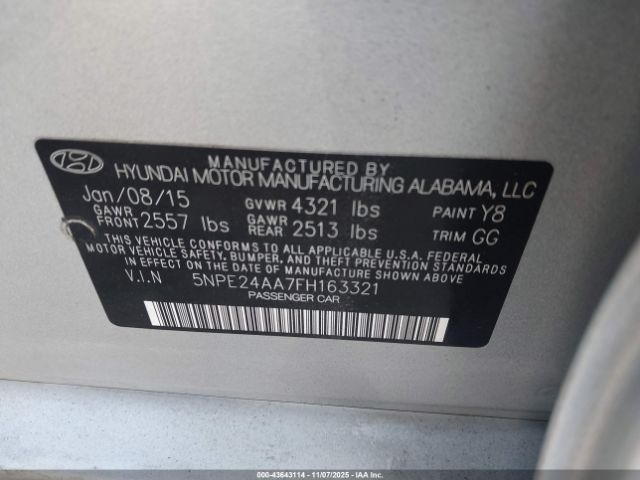 MANUFACTURED BY
HYUNDAI MOTOR MANUFACTURING ALABAMA, LLC
Jan/08/15 GVWR 4321 lbs PAINT Y8
GAWR FRONT 2557 lbs GAWR REAR 2513 lbs TRIM GG
THIS VEHICLE CONFORMS TO ALL APPLICABLE U.S.A. FEDERAL
MOTOR VEHICLE SAFETY, BUMPER, AND THEFT PREVENTION
STANDARDS IN EFFECT ON THE DATE OF MANUFACTURE SHOWN ABOVE
V.I.N 5NPE24AA7FH163321
PASSENGER CAR
000-43643114 - 11/07/2025 - IAA, Inc.